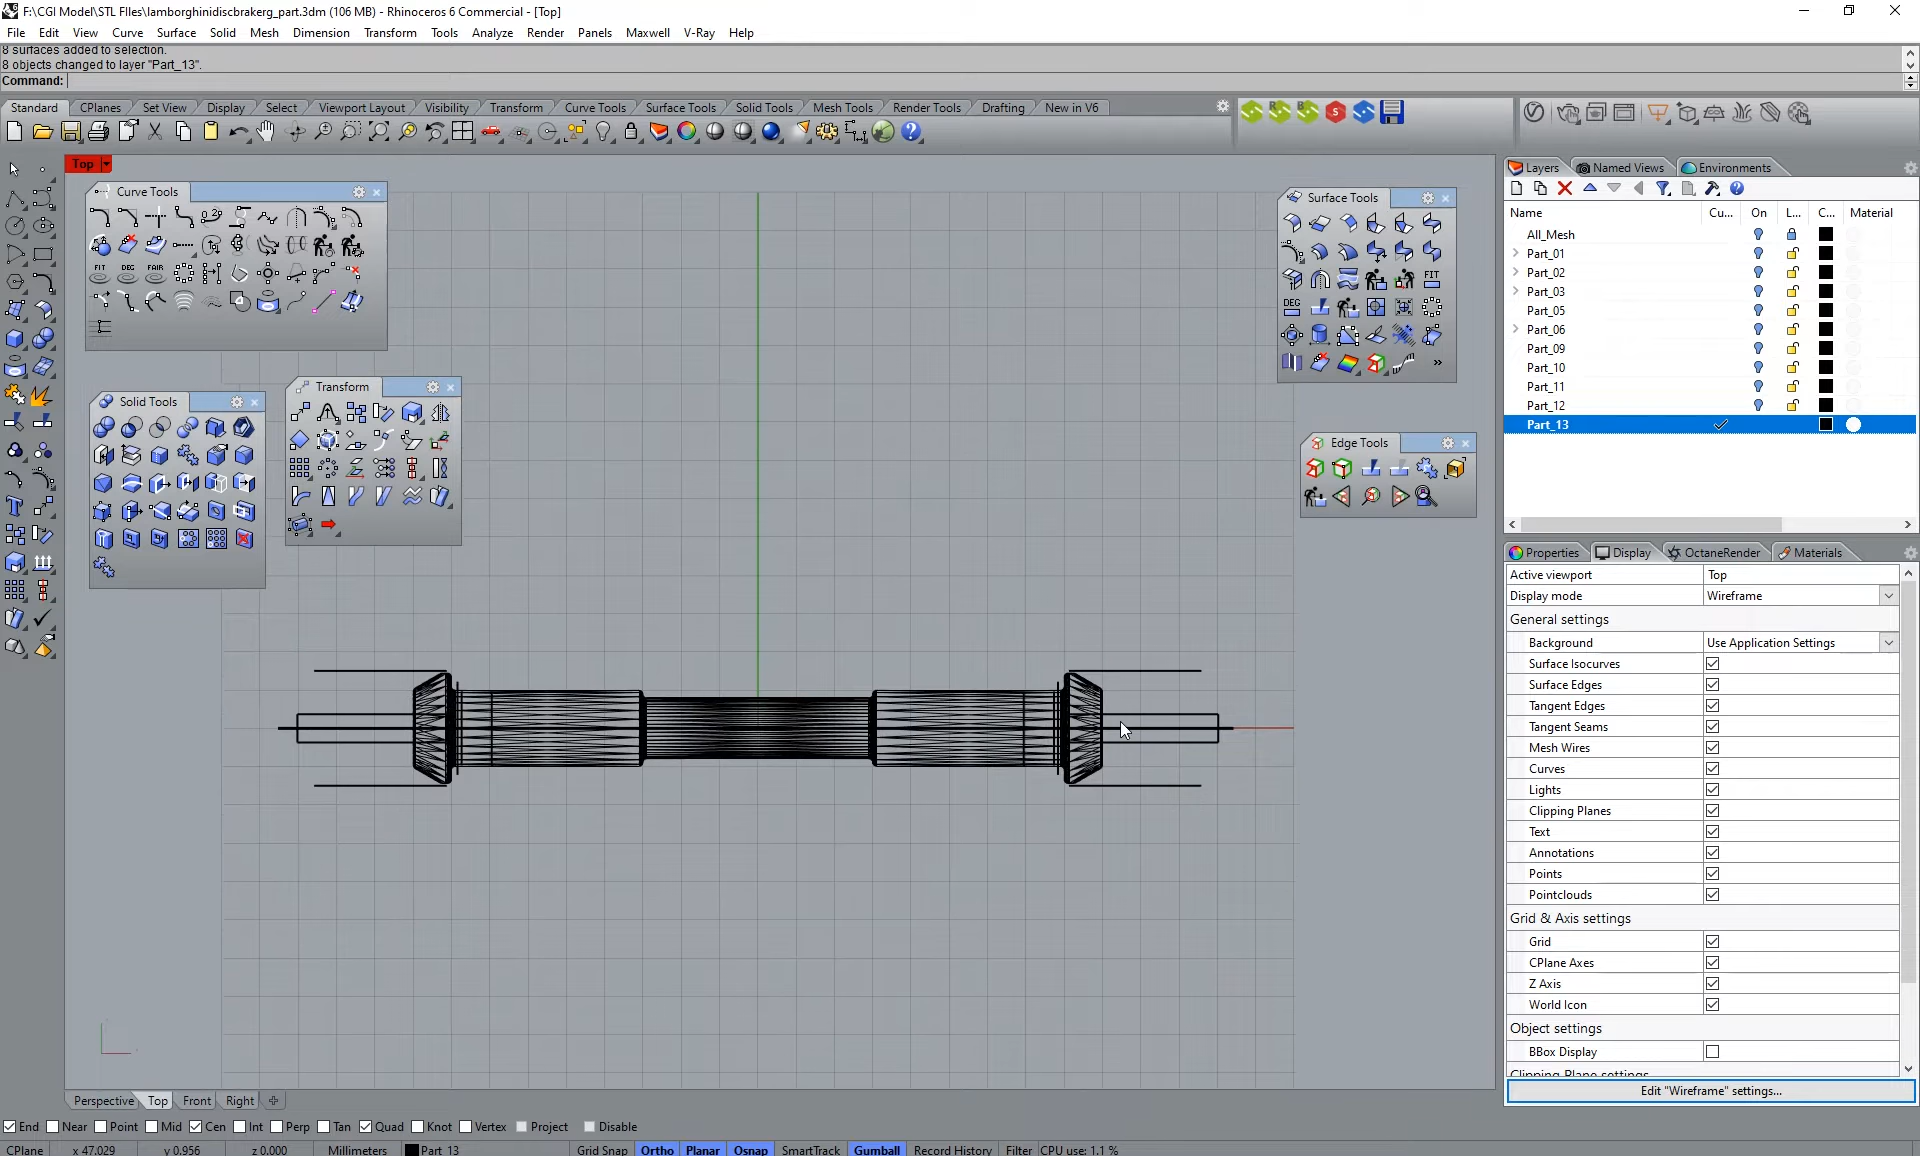 F:\CGI Model\STL FIles\lamborghinidiscbrakerg_part.3dm (106 MB) - Rhinoceros 6 Commercial - [Top]
File Edit View Curve Surface Solid Mesh Dimension Transform Tools Analyze Render Panels Maxwell V-Ray Help
8 surfaces added to selection.
8 objects changed to layer "Part_13".
Command:
Standard CPlanes Set View Display Select Viewport Layout Visibility Transform Curve Tools Surface Tools Solid Tools Mesh Tools Render Tools Drafting New in V6
Top
Curve Tools
FIT DEG FAIR
Solid Tools
Transform
Surface Tools
FIT
DEG
Edge Tools
Layers Named Views Environments
Name Cu... On L... C... Material
All_Mesh
Part_01
Part_02
Part_03
Part_05
Part_06
Part_09
Part_10
Part_11
Part_12
Part_13
Properties Display OctaneRender Materials
Active viewport Top
Display mode Wireframe
General settings
Background Use Application Settings
Surface Isocurves
Surface Edges
Tangent Edges
Tangent Seams
Mesh Wires
Curves
Lights
Clipping Planes
Text
Annotations
Points
Pointclouds
Grid & Axis settings
Grid
CPlane Axes
Z Axis
World Icon
Object settings
BBox Display
Clipping Plane settings
Edit "Wireframe" settings...
Perspective Top Front Right
End Near Point Mid Cen Int Perp Tan Quad Knot Vertex Project Disable
CPlane x 47.029 y 0.956 z 0.000 Millimeters Part_13 Grid Snap Ortho Planar Osnap SmartTrack Gumball Record History Filter CPU use: 1.1 %